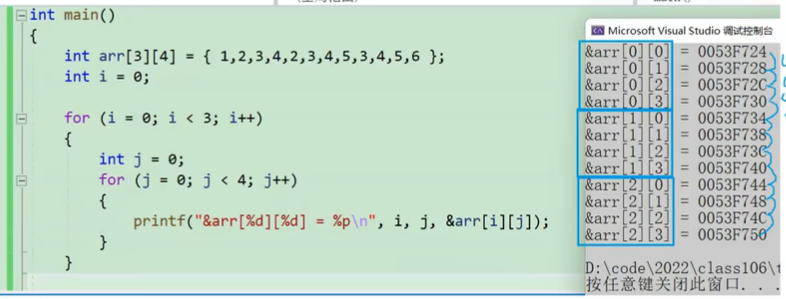 int main()
{
int arr[3][4] = { 1,2,3,4,2,3,4,5,3,4,5,6 };
int i = 0;
for (i = 0; i < 3; i++)
{
int j = 0;
for (j = 0; j < 4; j++)
{
printf("&arr[%d][%d] = %p\n", i, j, &arr[i][j]);
}
}
Microsoft Visual Studio 调试控制台
&arr[0][0] = 0053F724
&arr[0][1] = 0053F728
&arr[0][2] = 0053F72C
&arr[0][3] = 0053F730
&arr[1][0] = 0053F734
&arr[1][1] = 0053F738
&arr[1][2] = 0053F73C
&arr[1][3] = 0053F740
&arr[2][0] = 0053F744
&arr[2][1] = 0053F748
&arr[2][2] = 0053F74C
&arr[2][3] = 0053F750
D:\code\2022\class106\t
按任意键关闭此窗口. . .